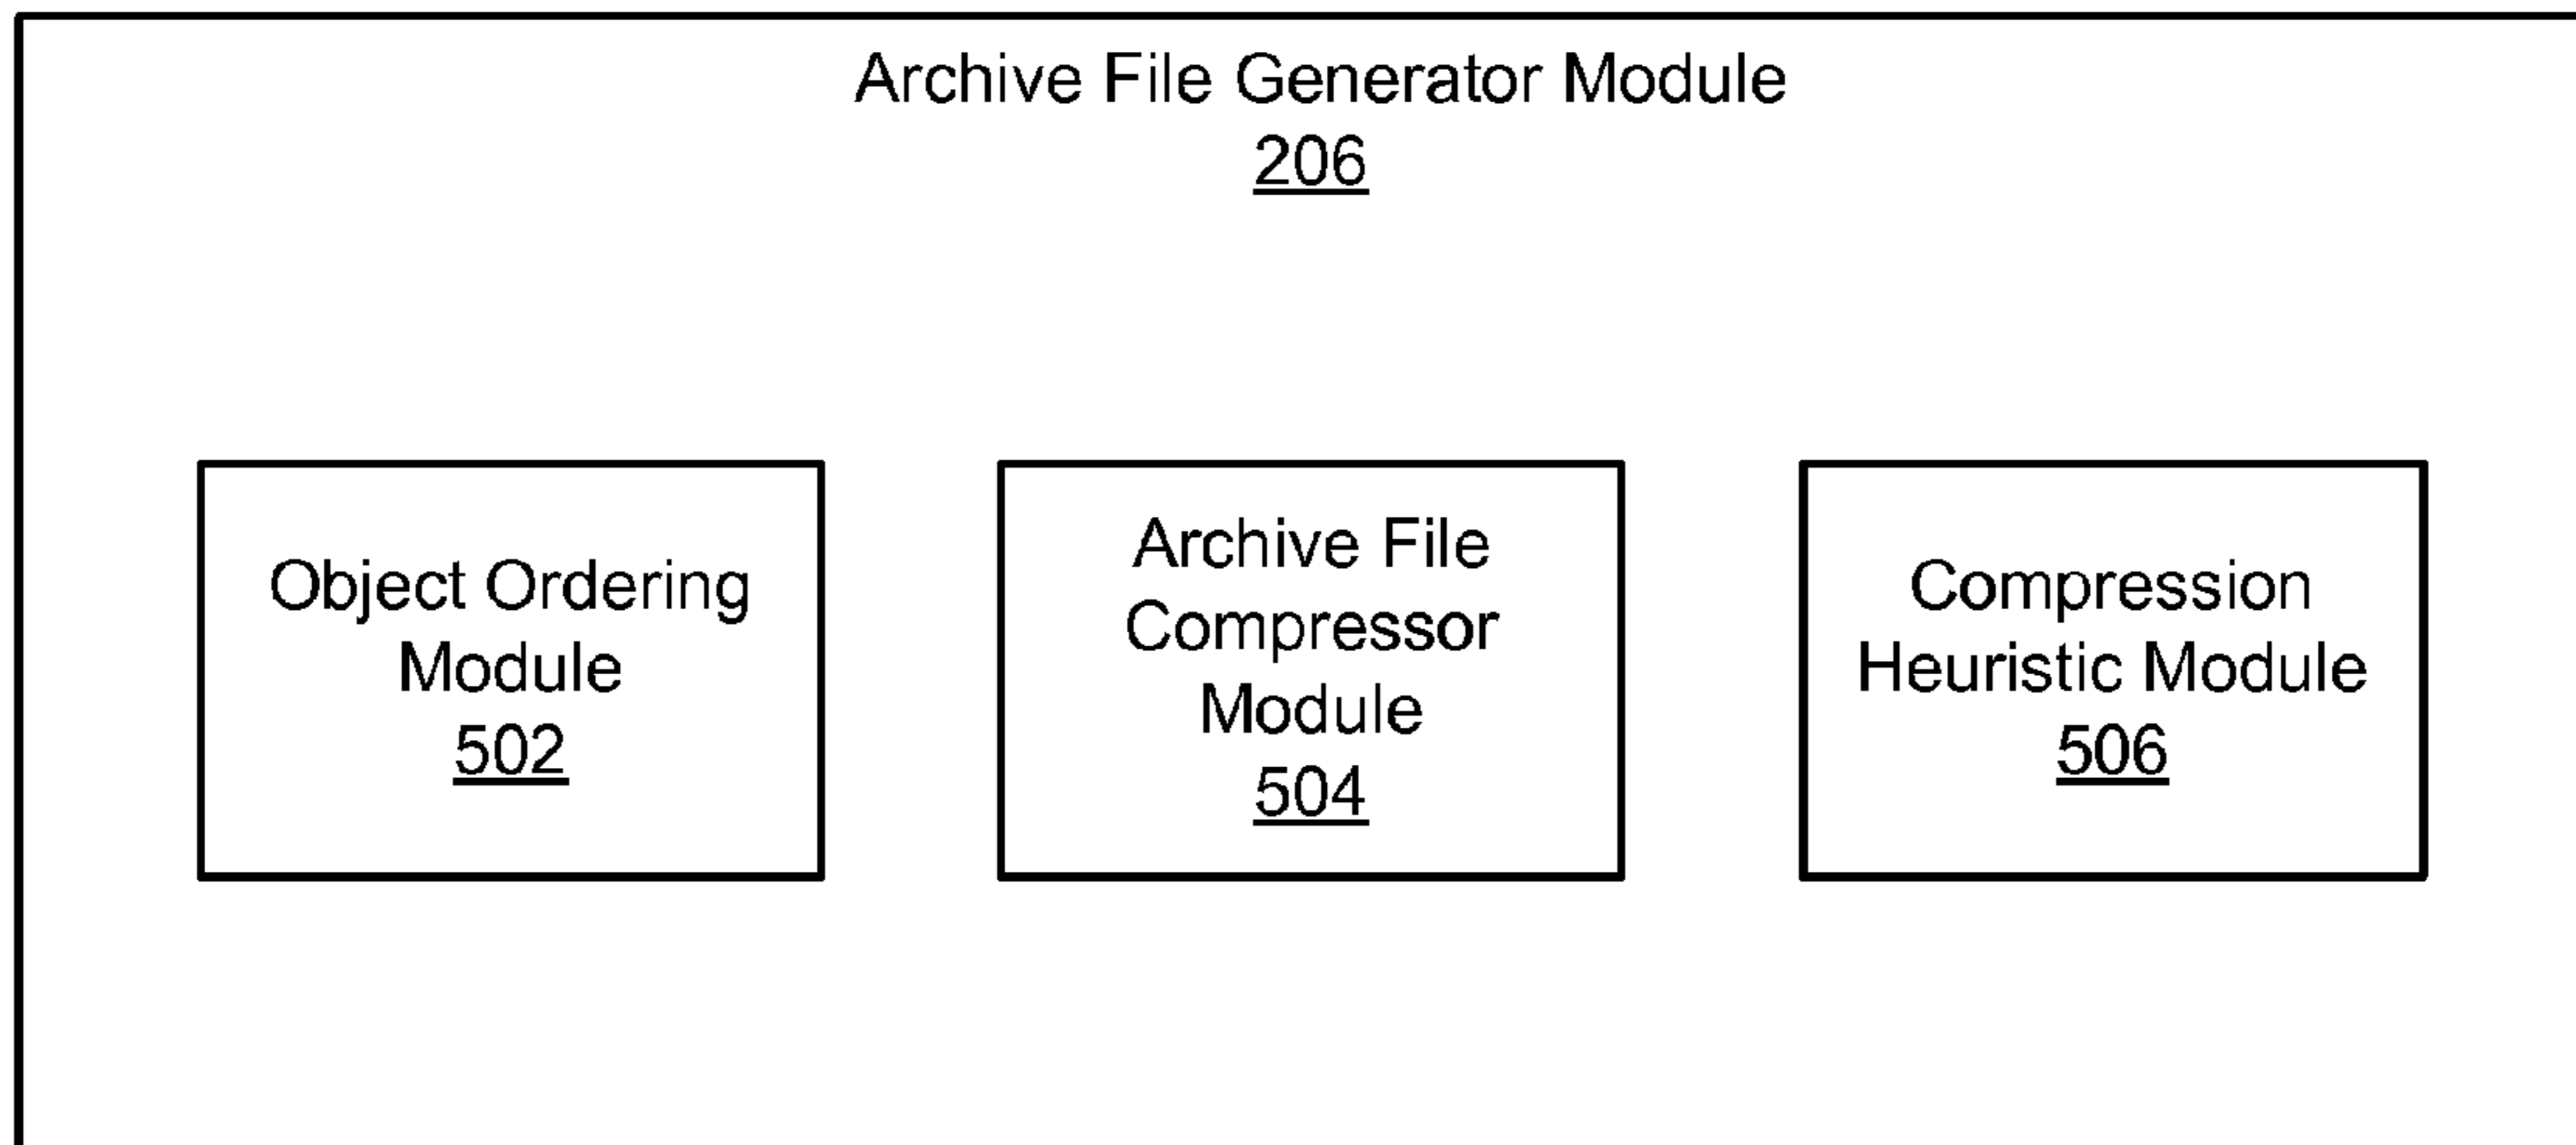 Archive File Generator Module
206
Object Ordering
Module
502
Archive File
Compressor
Module
504
Compression
Heuristic Module
506